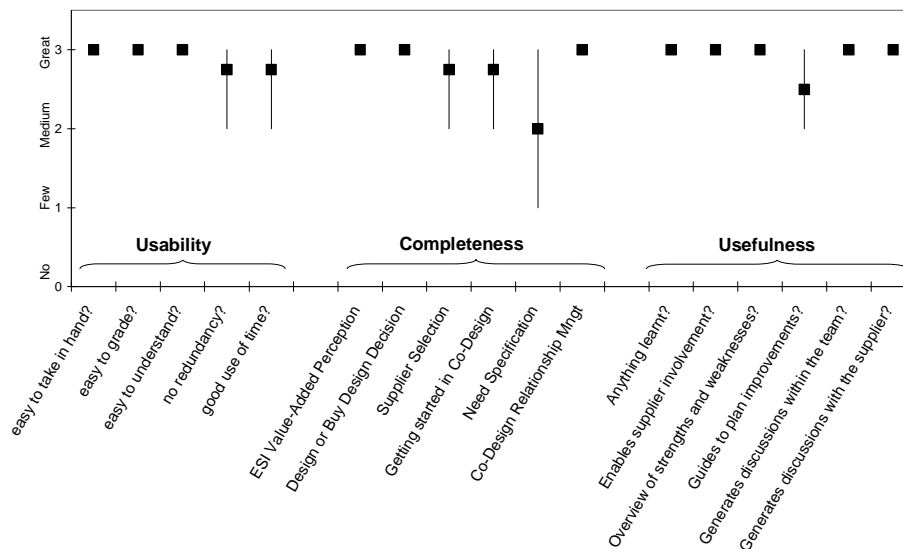 Great
3
Medium
2
Few
1
No
0
Usability
Completeness
Usefulness
easy to take in hand?
easy to grade?
easy to understand?
no redundancy?
good use of time?
ESI Value-Added Perception
Design or Buy Design Decision
Supplier Selection
Getting started in Co-Design
Need Specification
Co-Design Relationship Mngt
Anything learnt?
Enables supplier involvement?
Overview of strengths and weaknesses?
Guides to plan improvements?
Generates discussions within the team?
Generates discussions with the supplier?